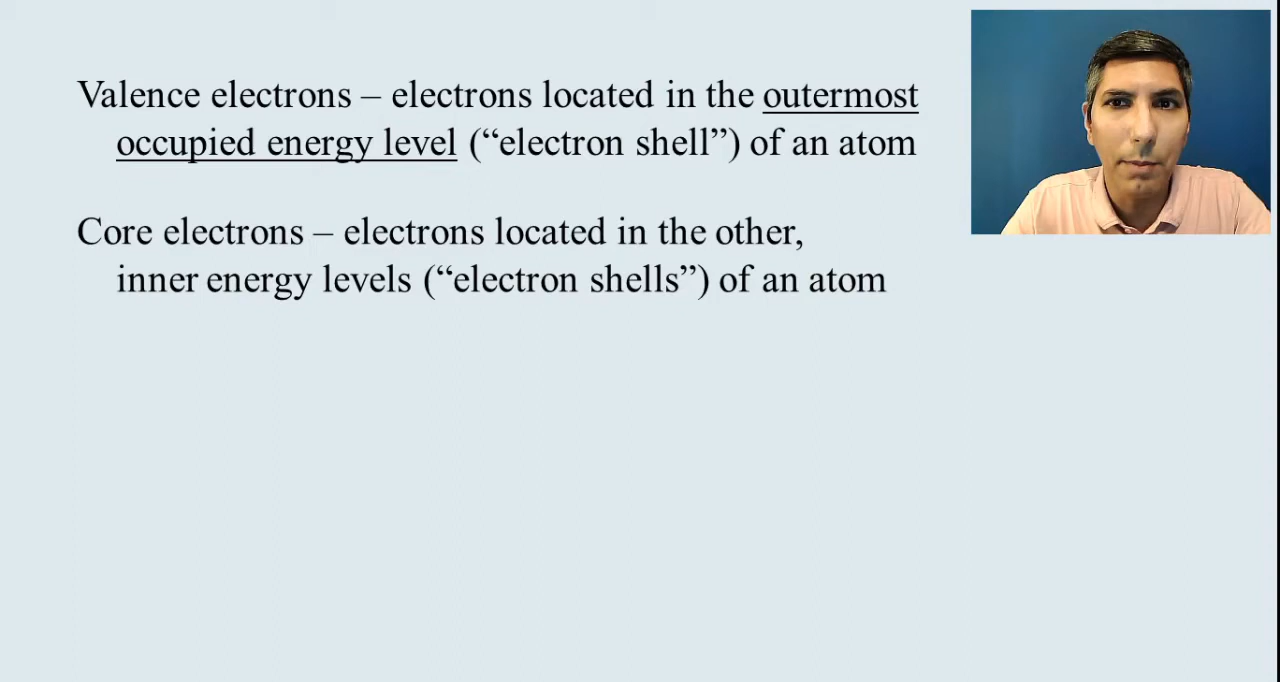 Valence electrons – electrons located in the outermost
occupied energy level (“electron shell”) of an atom
Core electrons – electrons located in the other,
inner energy levels (“electron shells”) of an atom